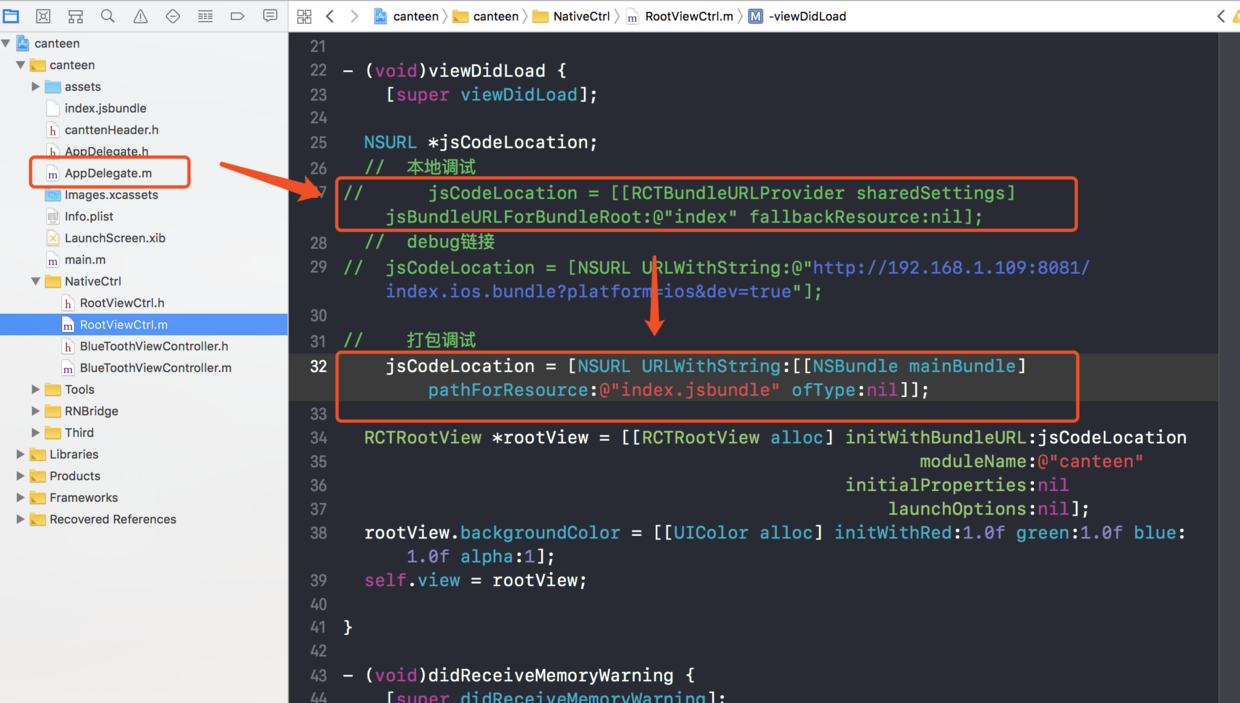 canteen canteen NativeCtrl m RootViewCtrl.m M -viewDidLoad
canteen
canteen
assets
index.jsbundle
h canttenHeader.h
h AppDelegate.h
m AppDelegate.m
Images.xcassets
Info.plist
LaunchScreen.xib
m main.m
NativeCtrl
h RootViewCtrl.h
m RootViewCtrl.m
h BlueToothViewController.h
m BlueToothViewController.m
Tools
RNBridge
Third
Libraries
Products
Frameworks
Recovered References
21
22 - (void)viewDidLoad {
23 [super viewDidLoad];
24
25 NSURL *jsCodeLocation;
26 // 本地调试
27 // jsCodeLocation = [[RCTBundleURLProvider sharedSettings]
jsBundleURLForBundleRoot:@"index" fallbackResource:nil];
28 // debug链接
29 // jsCodeLocation = [NSURL URLWithString:@"http://192.168.1.109:8081/
index.ios.bundle?platform=ios&dev=true"];
30
31 // 打包调试
32 jsCodeLocation = [NSURL URLWithString:[[NSBundle mainBundle]
pathForResource:@"index.jsbundle" ofType:nil]];
33
34 RCTRootView *rootView = [[RCTRootView alloc] initWithBundleURL:jsCodeLocation
35 moduleName:@"canteen"
36 initialProperties:nil
37 launchOptions:nil];
38 rootView.backgroundColor = [[UIColor alloc] initWithRed:1.0f green:1.0f blue:
1.0f alpha:1];
39 self.view = rootView;
40
41 }
42
43 - (void)didReceiveMemoryWarning {
44 [super didReceiveMemoryWarning];